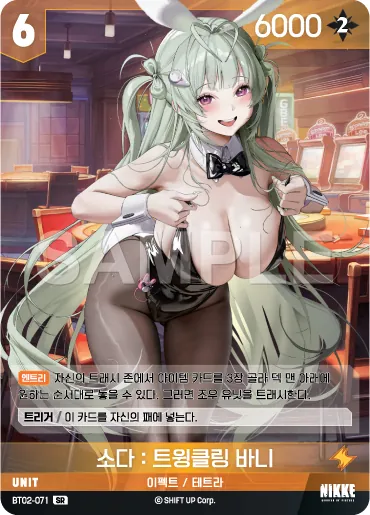 6
6000 2
SAMPLE
엔트리 자신의 트래시 존에서 아이템 카드를 3장 골라 덱 맨 아래에
원하는 순서대로 놓을 수 있다. 그러면 조우 유닛을 트래시한다.
트리거 / 이 카드를 자신의 패에 넣는다.
소다 : 트윙클링 바니
UNIT
이펙트 / 테트라
NIKKE
BT02-071 SR
© SHIFT UP Corp.